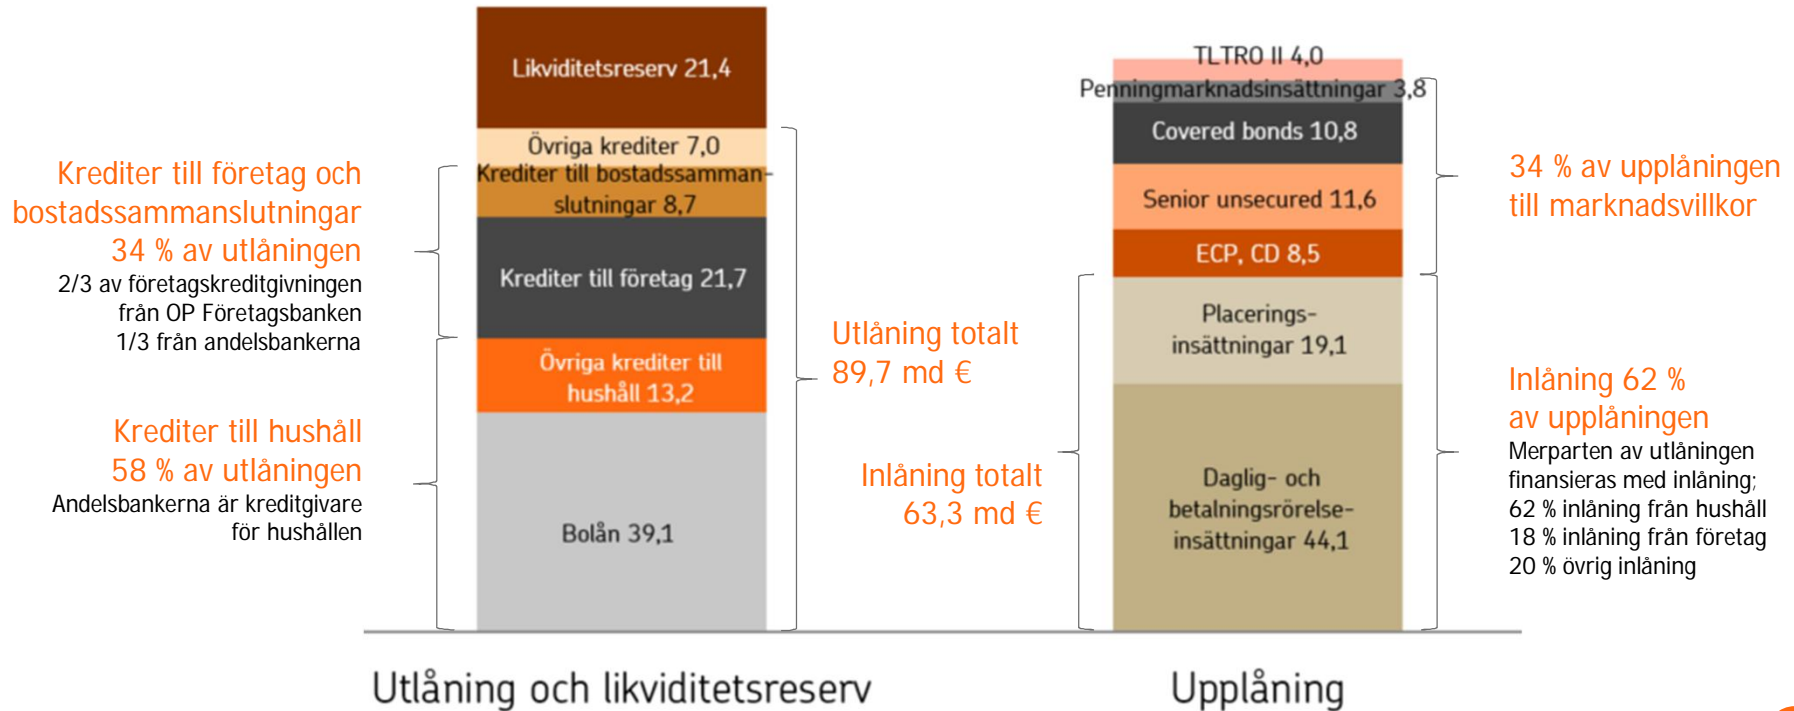 Krediter till företag och
bostadssammanslutningar
34 % av utlåningen
2/3 av företagskreditgivningen
från OP Företagsbanken
1/3 från andelsbankerna
Krediter till hushåll
58 % av utlåningen
Andelsbankerna är kreditgivare
för hushållen
Likviditetsreserv 21,4
Övriga krediter 7,0
Krediter till bostadssamman-
slutningar 8,7
Krediter till företag 21,7
Övriga krediter till
hushåll 13,2
Bolån 39,1
Utlåning totalt
89,7 md €
Inlåning totalt
63,3 md €
TLTRO II 4,0
Penningmarknadsinsättningar 3,8
Covered bonds 10,8
Senior unsecured 11,6
ECP, CD 8,5
Placerings-
insättningar 19,1
Daglig- och
betalningsrörelse-
insättningar 44,1
34 % av upplåningen
till marknadsvillkor
Inlåning 62 %
av upplåningen
Merparten av utlåningen
finansieras med inlåning;
62 % inlåning från hushåll
18 % inlåning från företag
20 % övrig inlåning
Utlåning och likviditetsreserv
Upplåning